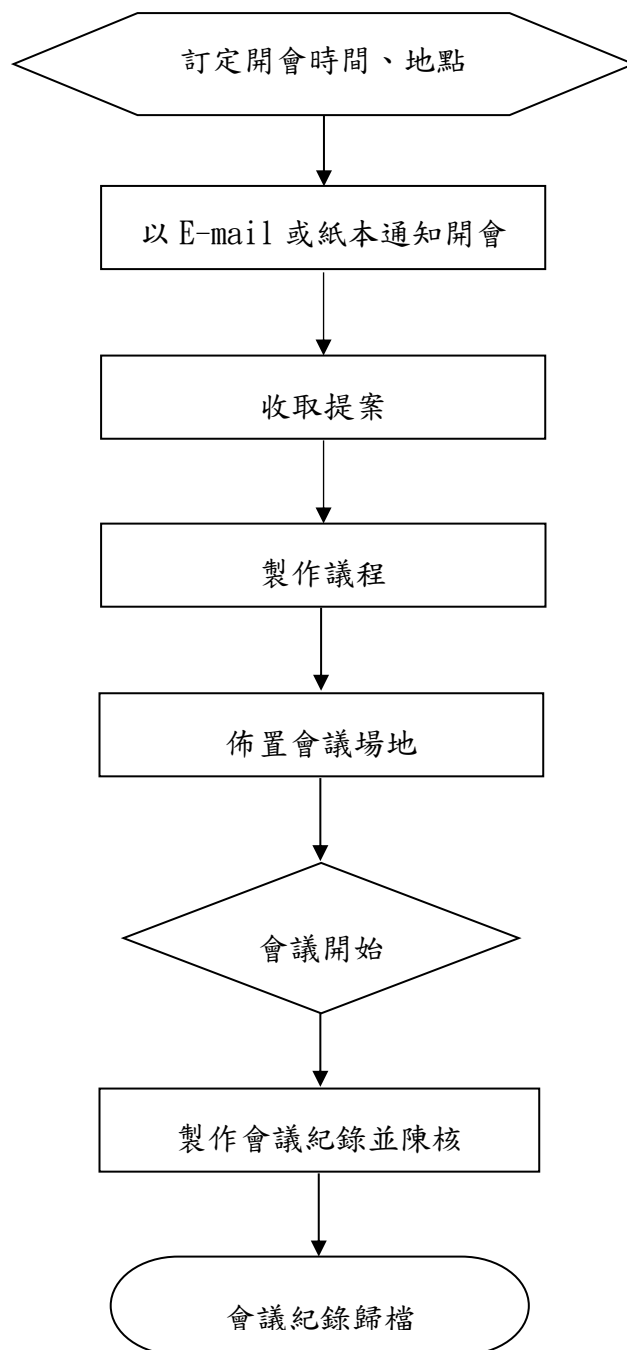 訂定開會時間、地點
以 E-mail 或紙本通知開會
收取提案
製作議程
佈置會議場地
會議開始
製作會議紀錄並陳核
會議紀錄歸檔